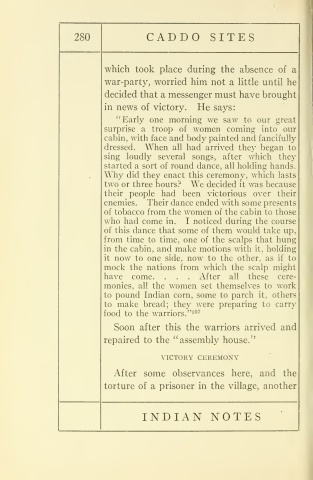 280
CADDO SITES
which took place during the absence of a
war-party, worried him not a little until he
decided that a messenger must have brought
in news of victory. He says:
"Early one morning we saw to our great
surprise a troop of women coming into our
cabin, with face and body painted and fancifully
dressed. When all had arrived they began to
sing loudly several songs, after which they
started a sort of round dance, all holding hands.
Why did they enact this ceremony, which lasts
two or three hours? We decided it was because
their people had been victorious over their
enemies. Their dance ended with some presents
of tobacco from the women of the cabin to those
who had come in. I noticed during the course
of this dance that some of them would take up,
from time to time, one of the scalps that hung
in the cabin, and make motions with it, holding
it now to one side, now to the other, as if to
mock the nations from which the scalp might
have come. . . . After all these cere-
monies, all the women set themselves to work
to pound Indian corn, some to parch it, others
to make bread; they were preparing to carry
food to the warriors."¹⁰⁷
Soon after this the warriors arrived and
repaired to the "assembly house."
VICTORY CEREMONY
After some observances here, and the
torture of a prisoner in the village, another
INDIAN NOTES